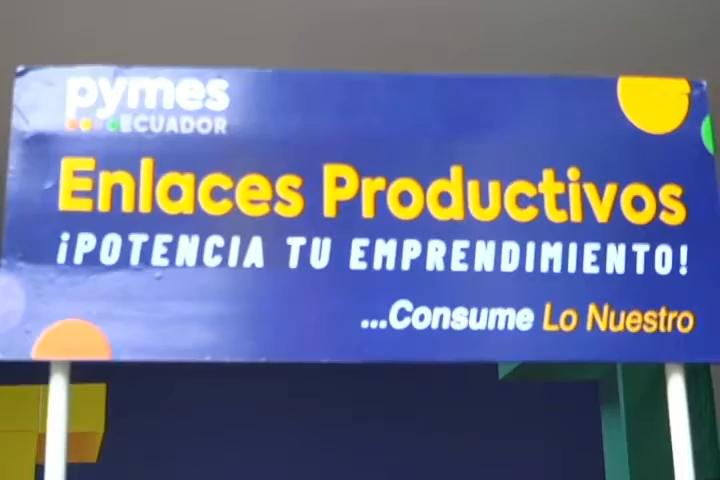 pymes
ECUADOR
Enlaces Productivos
¡POTENCIA TU EMPRENDIMIENTO!
...Consume Lo Nuestro